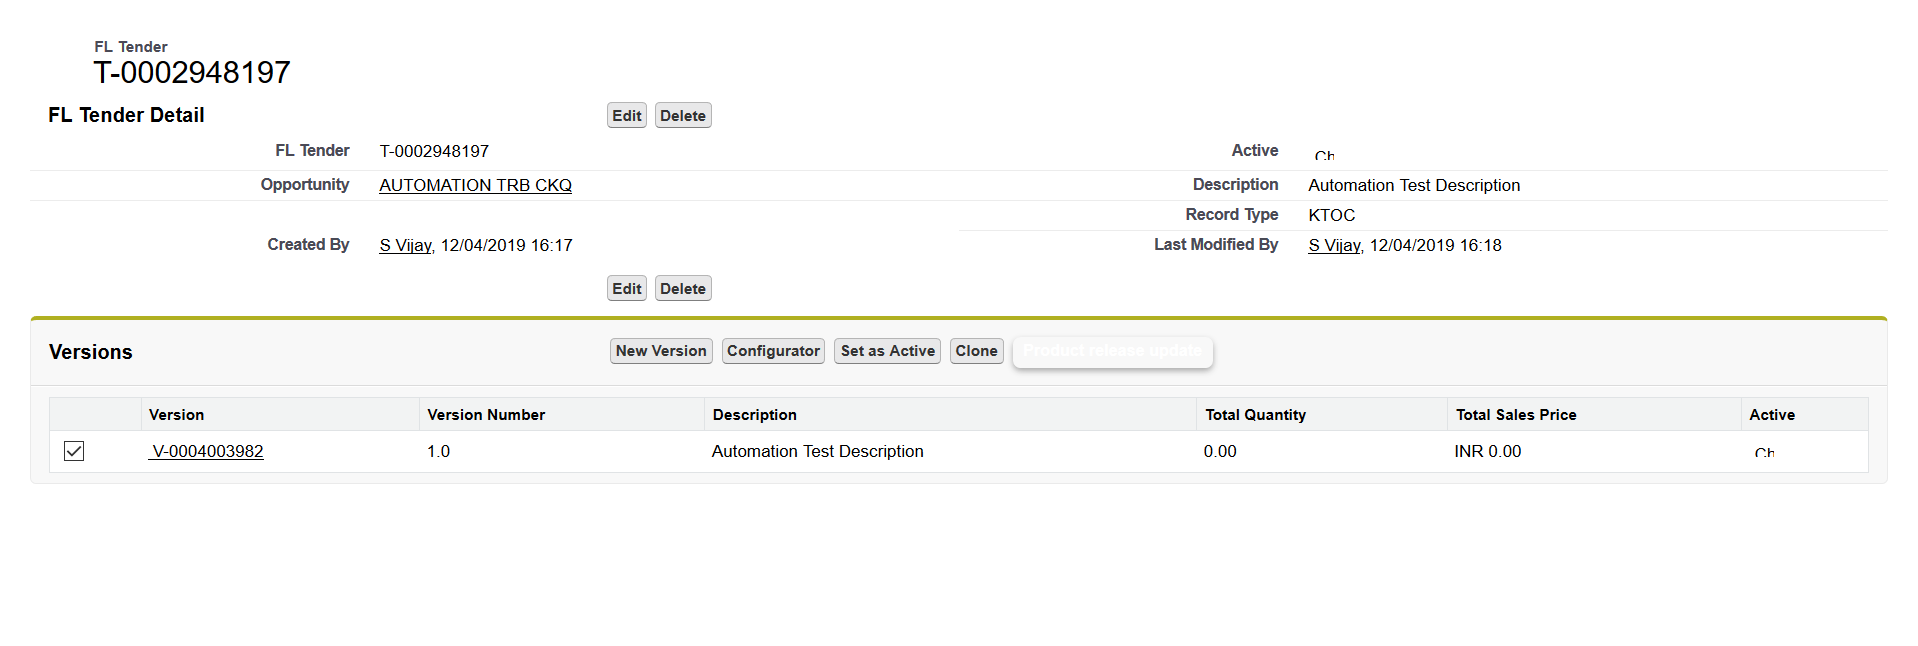 FL Tender
T-0002948197
FL Tender Detail Edit Delete
FL Tender T-0002948197 Active Ch
Opportunity AUTOMATION TRB CKQ Description Automation Test Description
Record Type KTOC
Created By S Vijay, 12/04/2019 16:17 Last Modified By S Vijay, 12/04/2019 16:18
Edit Delete
Versions New Version Configurator Set as Active Clone Product release update
Version Version Number Description Total Quantity Total Sales Price Active
V-0004003982 1.0 Automation Test Description 0.00 INR 0.00 Ch